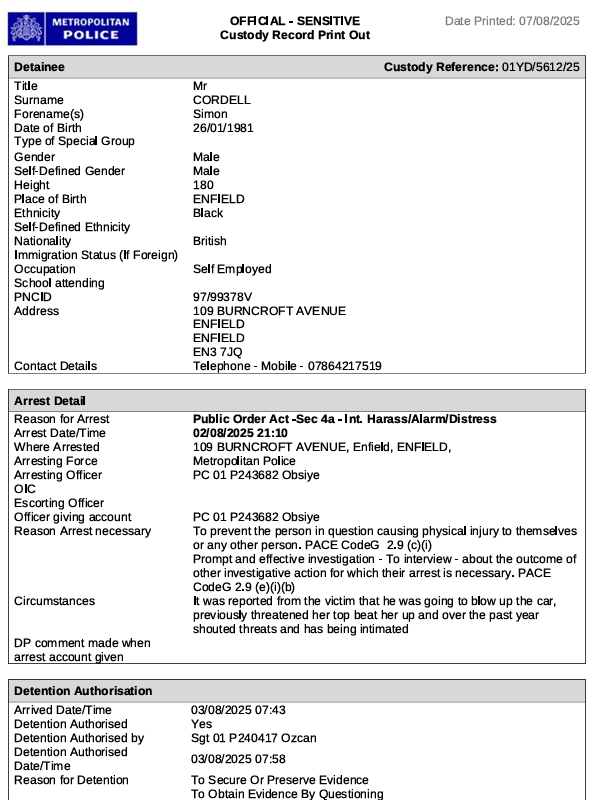 METROPOLITAN
POLICE
OFFICIAL - SENSITIVE
Custody Record Print Out
Date Printed: 07/08/2025
Detainee Custody Reference: 01YD/5612/25
Title Mr
Surname CORDELL
Forename(s) Simon
Date of Birth 26/01/1981
Type of Special Group
Gender Male
Self-Defined Gender Male
Height 180
Place of Birth ENFIELD
Ethnicity Black
Self-Defined Ethnicity
Nationality British
Immigration Status (If Foreign)
Occupation Self Employed
School attending
PNCID 97/99378V
Address 109 BURNCROFT AVENUE
ENFIELD
ENFIELD
EN3 7JQ
Contact Details Telephone - Mobile - 07864217519
Arrest Detail
Reason for Arrest Public Order Act -Sec 4a - Int. Harass/Alarm/Distress
Arrest Date/Time 02/08/2025 21:10
Where Arrested 109 BURNCROFT AVENUE, Enfield, ENFIELD,
Arresting Force Metropolitan Police
Arresting Officer PC 01 P243682 Obsiye
OIC
Escorting Officer
Officer giving account PC 01 P243682 Obsiye
Reason Arrest necessary To prevent the person in question causing physical injury to themselves
or any other person. PACE CodeG 2.9 (c)(i)
Prompt and effective investigation - To interview - about the outcome of
other investigative action for which their arrest is necessary. PACE
CodeG 2.9 (e)(i)(b)
Circumstances It was reported from the victim that he was going to blow up the car,
previously threatened her top beat her up and over the past year
shouted threats and has being intimated
DP comment made when
arrest account given
Detention Authorisation
Arrived Date/Time 03/08/2025 07:43
Detention Authorised Yes
Detention Authorised by Sgt 01 P240417 Ozcan
Detention Authorised
Date/Time 03/08/2025 07:58
Reason for Detention To Secure Or Preserve Evidence
To Obtain Evidence By Questioning